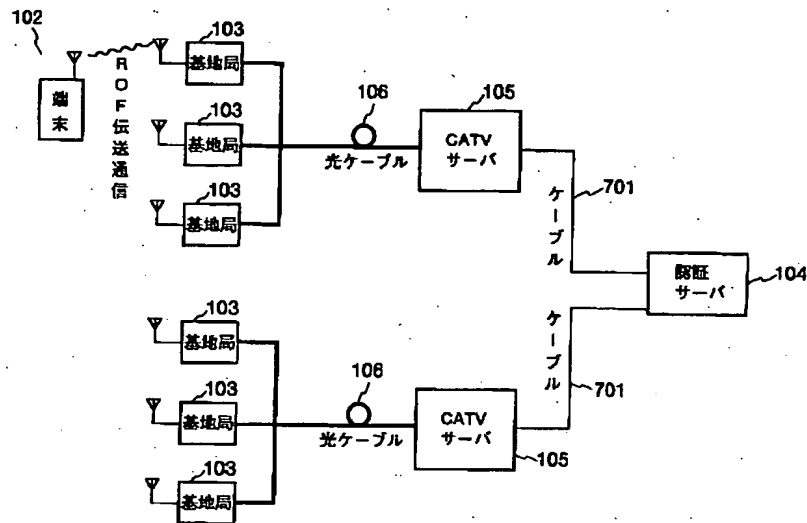 102
端末
ROF伝送通信
103
基地局
103
基地局
103
基地局
106
光ケーブル
105
CATV
サーバ
ケーブル
701
認証
サーバ
104
103
基地局
103
基地局
103
基地局
106
光ケーブル
CATV
サーバ
105
ケーブル
701